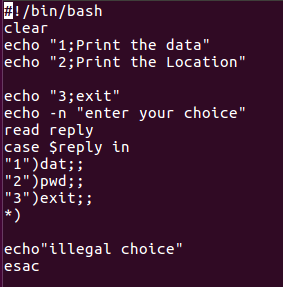 #!/bin/bash
clear
echo "1;Print the data"
echo "2;Print the Location"
echo "3;exit"
echo -n "enter your choice"
read reply
case $reply in
"1")dat;;
"2")pwd;;
"3")exit;;
*)
echo"illegal choice"
esac